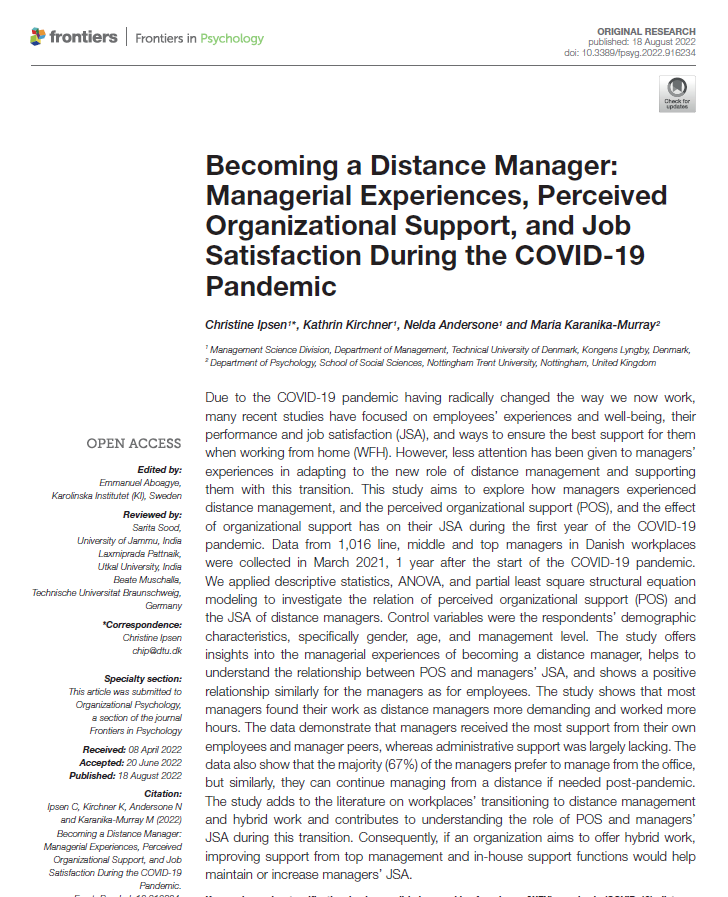 frontiers | Frontiers in Psychology
ORIGINAL RESEARCH
published: 18 August 2022
doi: 10.3389/fpsyg.2022.916234
Check for
updates
Becoming a Distance Manager:
Managerial Experiences, Perceived
Organizational Support, and Job
Satisfaction During the COVID-19
Pandemic
Christine Ipsen1*, Kathrin Kirchner1, Nelda Andersone1 and Maria Karanika-Murray2
1 Management Science Division, Department of Management, Technical University of Denmark, Kongens Lyngby, Denmark,
2 Department of Psychology, School of Social Sciences, Nottingham Trent University, Nottingham, United Kingdom
OPEN ACCESS
Edited by:
Emmanuel Aboagye,
Karolinska Institutet (KI), Sweden
Reviewed by:
Sarita Sood,
University of Jammu, India
Laxmiprada Pattnaik,
Utkal University, India
Beate Muschalla,
Technische Universitat Braunschweig,
Germany
*Correspondence:
Christine Ipsen
chip@dtu.dk
Specialty section:
This article was submitted to
Organizational Psychology,
a section of the journal
Frontiers in Psychology
Received: 08 April 2022
Accepted: 20 June 2022
Published: 18 August 2022
Citation:
Ipsen C, Kirchner K, Andersone N
and Karanika-Murray M (2022)
Becoming a Distance Manager:
Managerial Experiences, Perceived
Organizational Support, and Job
Satisfaction During the COVID-19
Pandemic.
Due to the COVID-19 pandemic having radically changed the way we now work,
many recent studies have focused on employees' experiences and well-being, their
performance and job satisfaction (JSA), and ways to ensure the best support for them
when working from home (WFH). However, less attention has been given to managers'
experiences in adapting to the new role of distance management and supporting
them with this transition. This study aims to explore how managers experienced
distance management, and the perceived organizational support (POS), and the effect
of organizational support has on their JSA during the first year of the COVID-19
pandemic. Data from 1,016 line, middle and top managers in Danish workplaces
were collected in March 2021, 1 year after the start of the COVID-19 pandemic.
We applied descriptive statistics, ANOVA, and partial least square structural equation
modeling to investigate the relation of perceived organizational support (POS) and
the JSA of distance managers. Control variables were the respondents' demographic
characteristics, specifically gender, age, and management level. The study offers
insights into the managerial experiences of becoming a distance manager, helps to
understand the relationship between POS and managers' JSA, and shows a positive
relationship similarly for the managers as for employees. The study shows that most
managers found their work as distance managers more demanding and worked more
hours. The data demonstrate that managers received the most support from their own
employees and manager peers, whereas administrative support was largely lacking. The
data also show that the majority (67%) of the managers prefer to manage from the office,
but similarly, they can continue managing from a distance if needed post-pandemic.
The study adds to the literature on workplaces' transitioning to distance management
and hybrid work and contributes to understanding the role of POS and managers'
JSA during this transition. Consequently, if an organization aims to offer hybrid work,
improving support from top management and in-house support functions would help
maintain or increase managers' JSA.